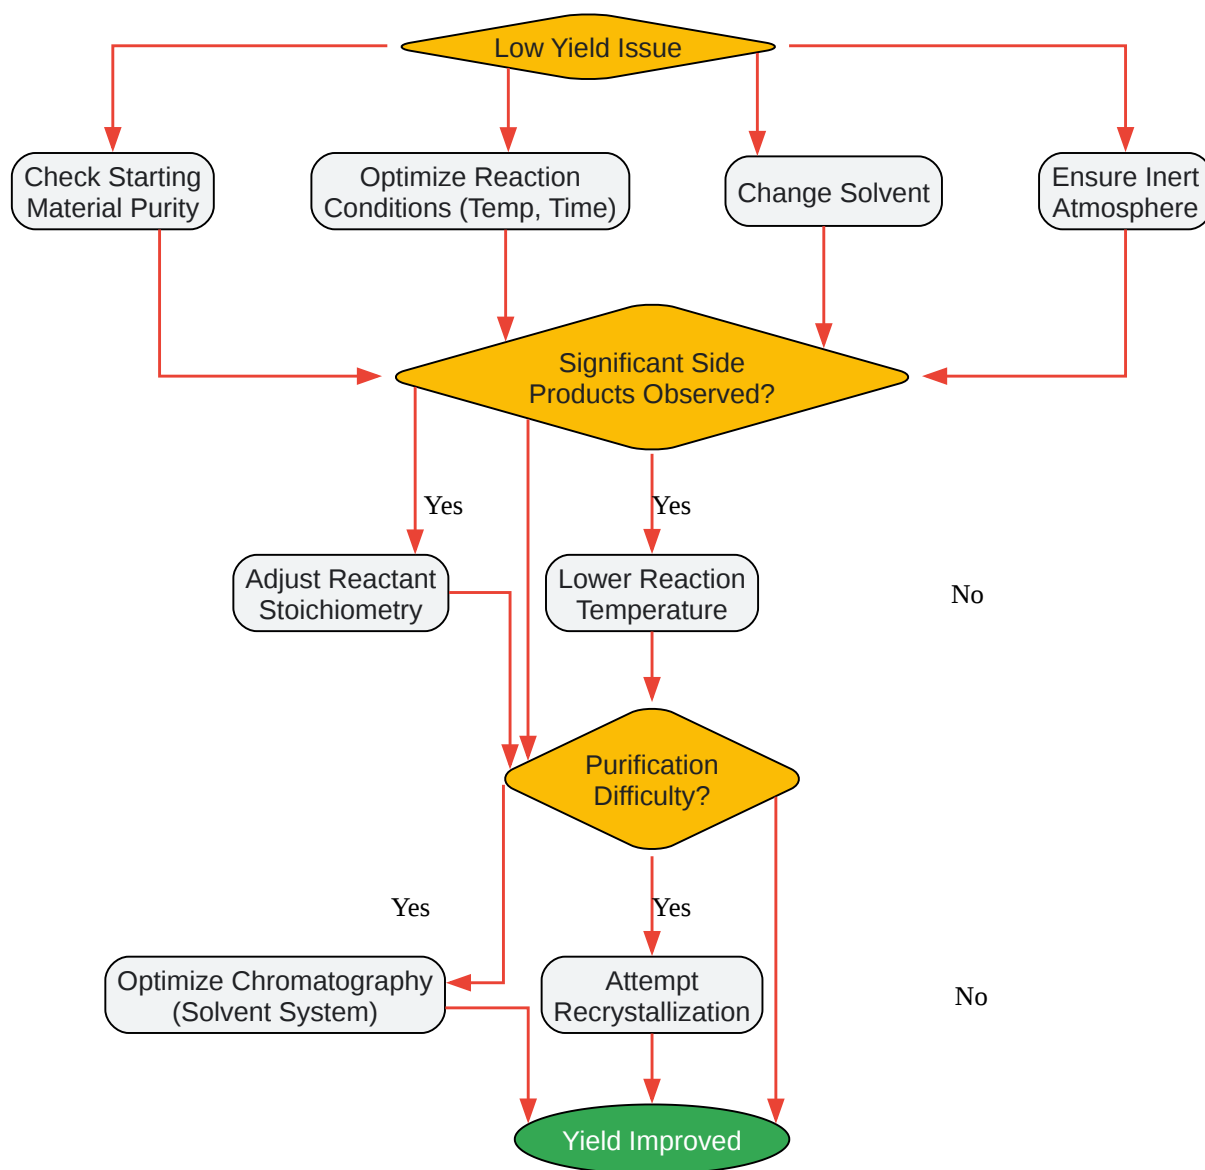 Low Yield Issue
Check Starting
Material Purity
Optimize Reaction
Conditions (Temp, Time)
Change Solvent
Ensure Inert
Atmosphere
Significant Side
Products Observed?
Yes
Yes
Adjust Reactant
Stoichiometry
Lower Reaction
Temperature
No
Purification
Difficulty?
Yes
Yes
Optimize Chromatography
(Solvent System)
Attempt
Recrystallization
No
Yield Improved